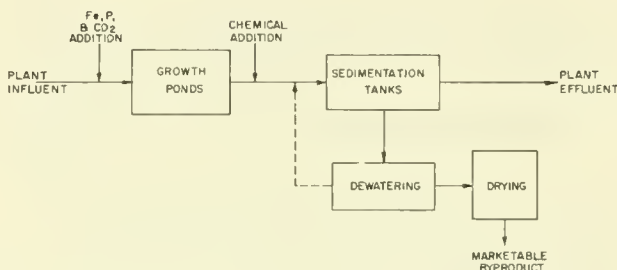 Fe, P,
& CO2
ADDITION
CHEMICAL
ADDITION
PLANT
INFLUENT
GROWTH
PONDS
SEDIMENTATION
TANKS
PLANT
EFFLUENT
DEWATERING
DRYING
MARKETABLE
BYPRODUCT